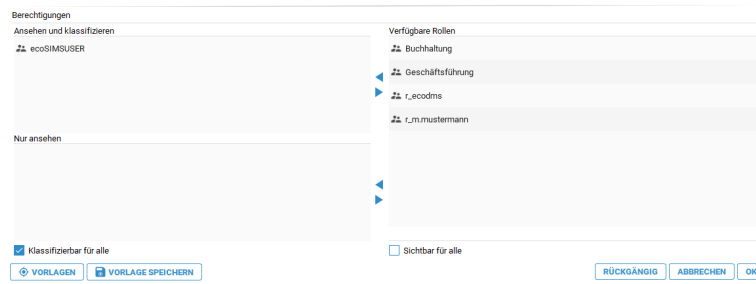 Berechtigungen
Ansehen und klassifizieren
ecoSIMSUSER
Verfügbare Rollen
Buchhaltung
Geschäftsführung
r_ecodms
r_m.mustermann
Nur ansehen
Klassifizierbar für alle
Sichtbar für alle
VORLAGEN
VORLAGE SPEICHERN
RÜCKGÄNGIG
ABBRECHEN
OK